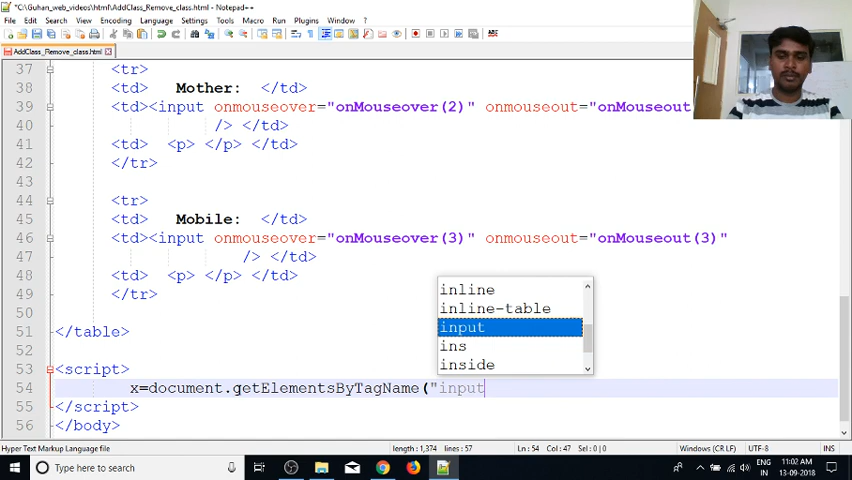 *C:\Guhan_web_videos\html\AddClass_Remove_class.html - Notepad++
File Edit Search View Encoding Language Settings Tools Macro Run Plugins Window ?
AddClass_Remove_class.html
37 <tr>
38 <td> Mother: </td>
39 <td><input onmouseover="onMouseover(2)" onmouseout="onMouseout
40 /> </td>
41 <td> <p> </p> </td>
42 </tr>
43
44 <tr>
45 <td> Mobile: </td>
46 <td><input onmouseover="onMouseover(3)" onmouseout="onMouseout(3)"
47 /> </td>
48 <td> <p> </p> </td>
49 </tr>
50
51 </table>
52
53 <script>
54 x=document.getElementsByTagName("input
55 </script>
56 </body>
inline
inline-table
input
ins
inside
Hyper Text Markup Language file length : 1,374 lines : 57 Ln : 54 Col : 47 Sel : 0 | 0 Windows (CR LF) UTF-8 INS
Type here to search
ENG
IN
11:02 AM
13-09-2018